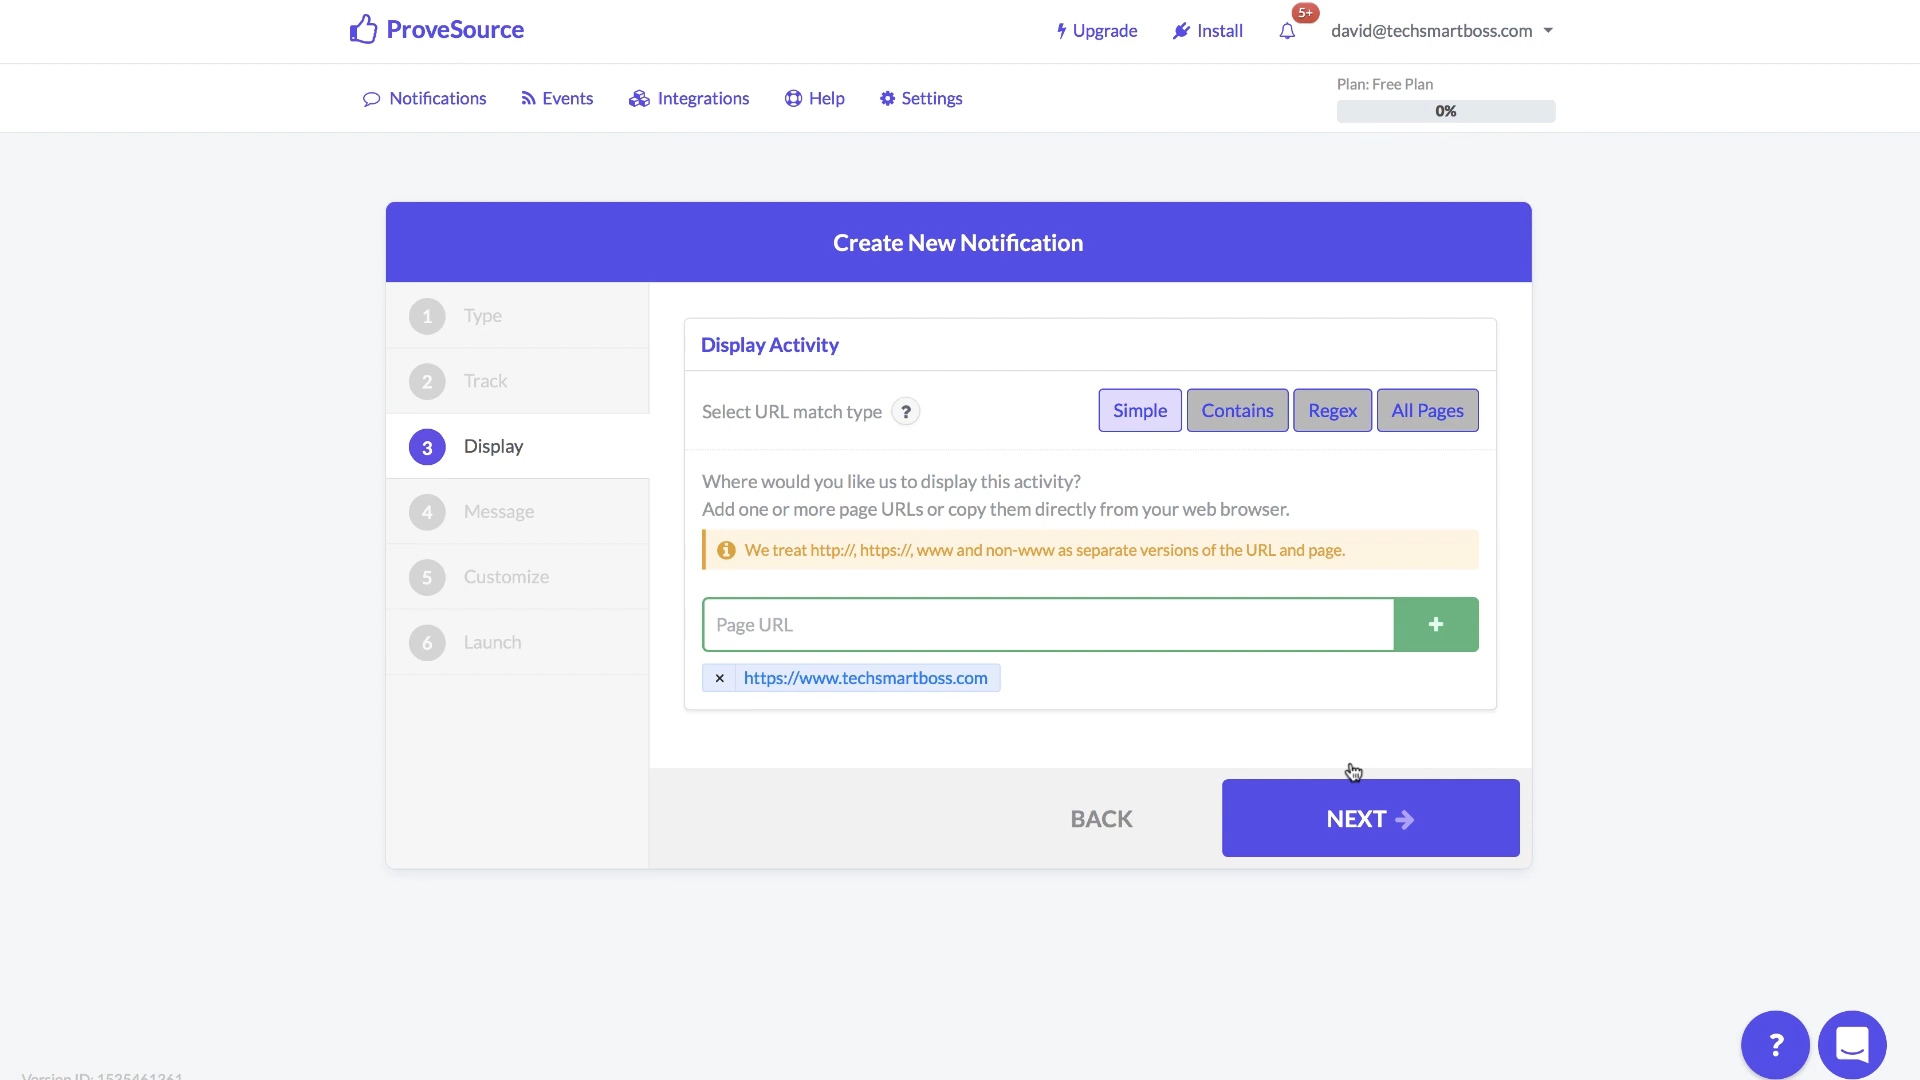 ProveSource
Upgrade
Install
5+
david@techsmartboss.com
Notifications
Events
Integrations
Help
Settings
Plan: Free Plan
0%
Create New Notification
1 Type
2 Track
3 Display
4 Message
5 Customize
6 Launch
Display Activity
Select URL match type ?
Simple
Contains
Regex
All Pages
Where would you like us to display this activity?
Add one or more page URLs or copy them directly from your web browser.
We treat http://, https://, www and non-www as separate versions of the URL and page.
Page URL
+
× https://www.techsmartboss.com
BACK
NEXT →
?
Version ID: 1535461361